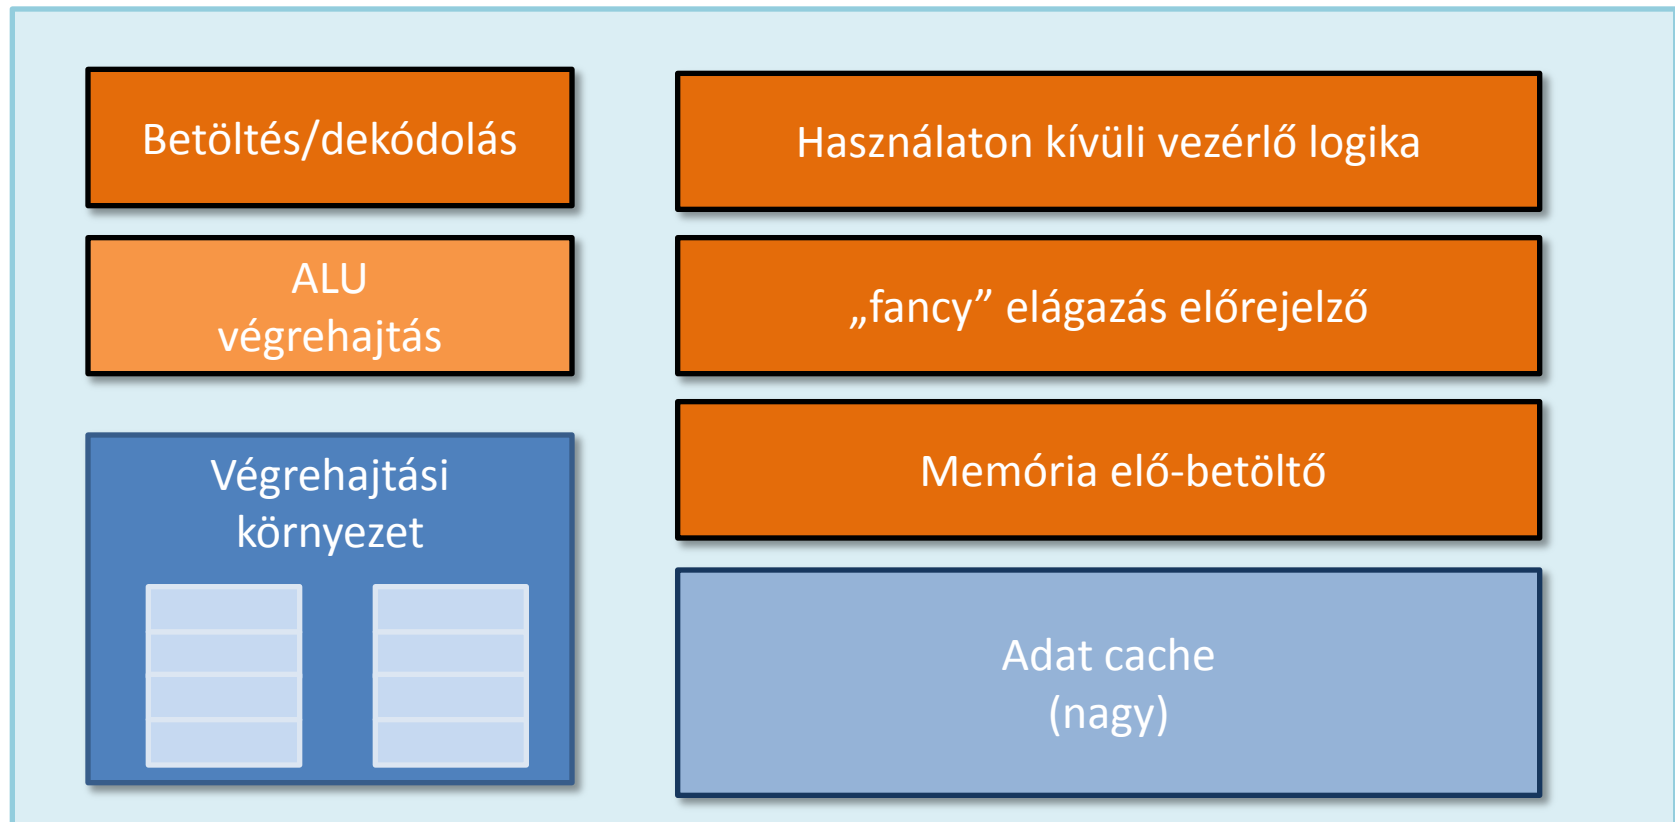 Betöltés/dekódolás
ALU
végrehajtás
Végrehajtási
környezet
Használaton kívüli vezérlő logika
„fancy” elágazás előrejelző
Memória elő-betöltő
Adat cache
(nagy)